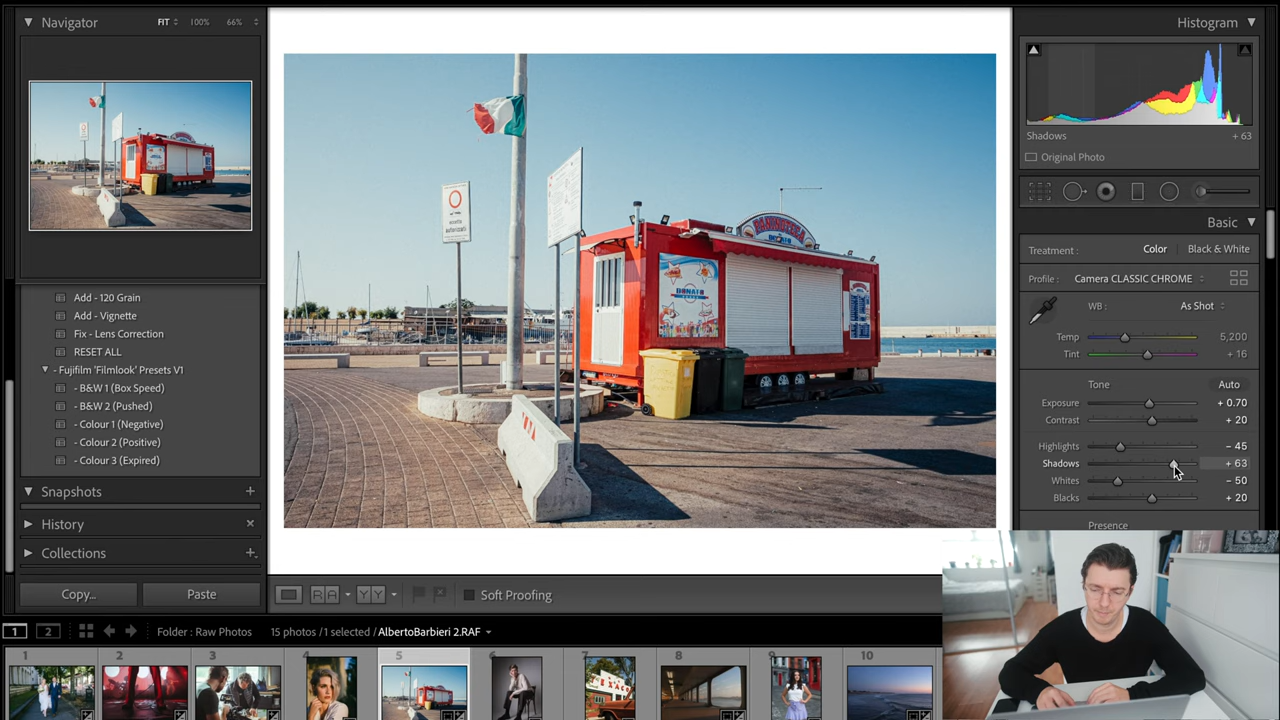 Navigator
FIT
100%
66%
Histogram
Shadows
+ 63
Original Photo
Basic
Treatment :
Color
Black & White
Profile :
Camera CLASSIC CHROME
WB :
As Shot
Temp
5,200
Tint
+ 16
Tone
Auto
Exposure
+ 0.70
Contrast
+ 20
Highlights
– 45
Shadows
+ 63
Whites
– 50
Blacks
+ 20
Presence
Add - 120 Grain
Add - Vignette
Fix - Lens Correction
RESET ALL
- Fujifilm 'Filmlook' Presets V1
- B&W 1 (Box Speed)
- B&W 2 (Pushed)
- Colour 1 (Negative)
- Colour 2 (Positive)
- Colour 3 (Expired)
Snapshots
History
Collections
Copy...
Paste
DONATO
R A
Y Y
Soft Proofing
1
2
Folder : Raw Photos
15 photos / 1 selected / AlbertoBarbieri 2.RAF
1
2
3
4
5
6
7
8
9
10